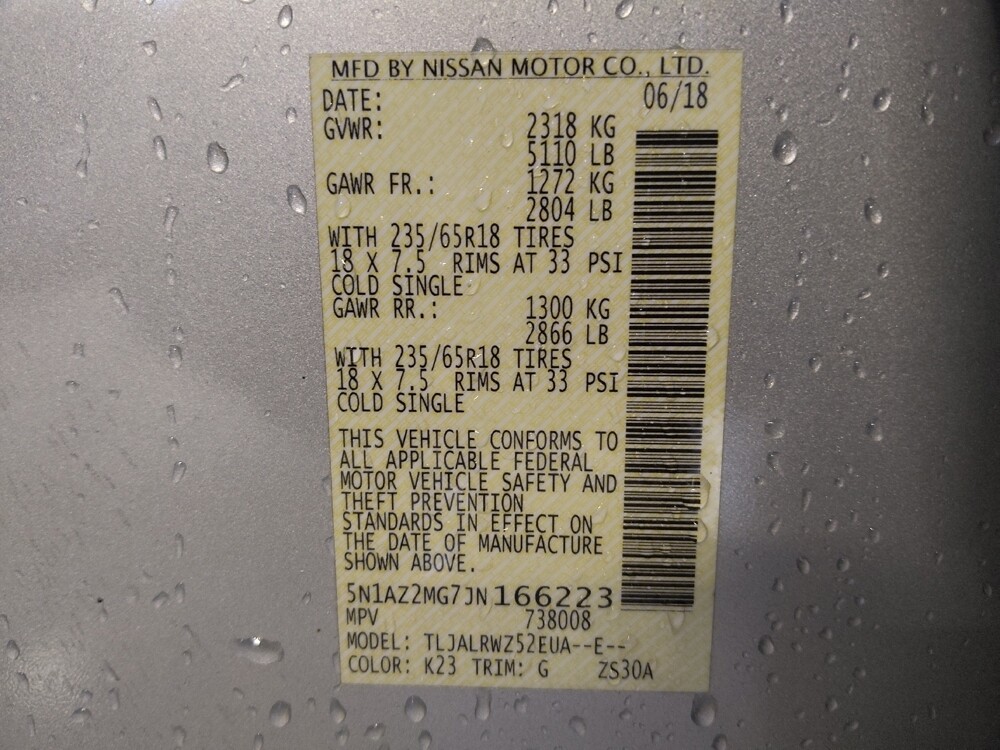 MFD BY NISSAN MOTOR CO., LTD.
DATE: 06/18
GVWR: 2318 KG
5110 LB
GAWR FR.: 1272 KG
2804 LB
WITH 235/65R18 TIRES
18 X 7.5 RIMS AT 33 PSI
COLD SINGLE
GAWR RR.: 1300 KG
2866 LB
WITH 235/65R18 TIRES
18 X 7.5 RIMS AT 33 PSI
COLD SINGLE
THIS VEHICLE CONFORMS TO
ALL APPLICABLE FEDERAL
MOTOR VEHICLE SAFETY AND
THEFT PREVENTION
STANDARDS IN EFFECT ON
THE DATE OF MANUFACTURE
SHOWN ABOVE.
5N1AZ2MG7JN166223
MPV 738008
MODEL: TLJALRWZ52EUA--E--
COLOR: K23 TRIM: G ZS30A